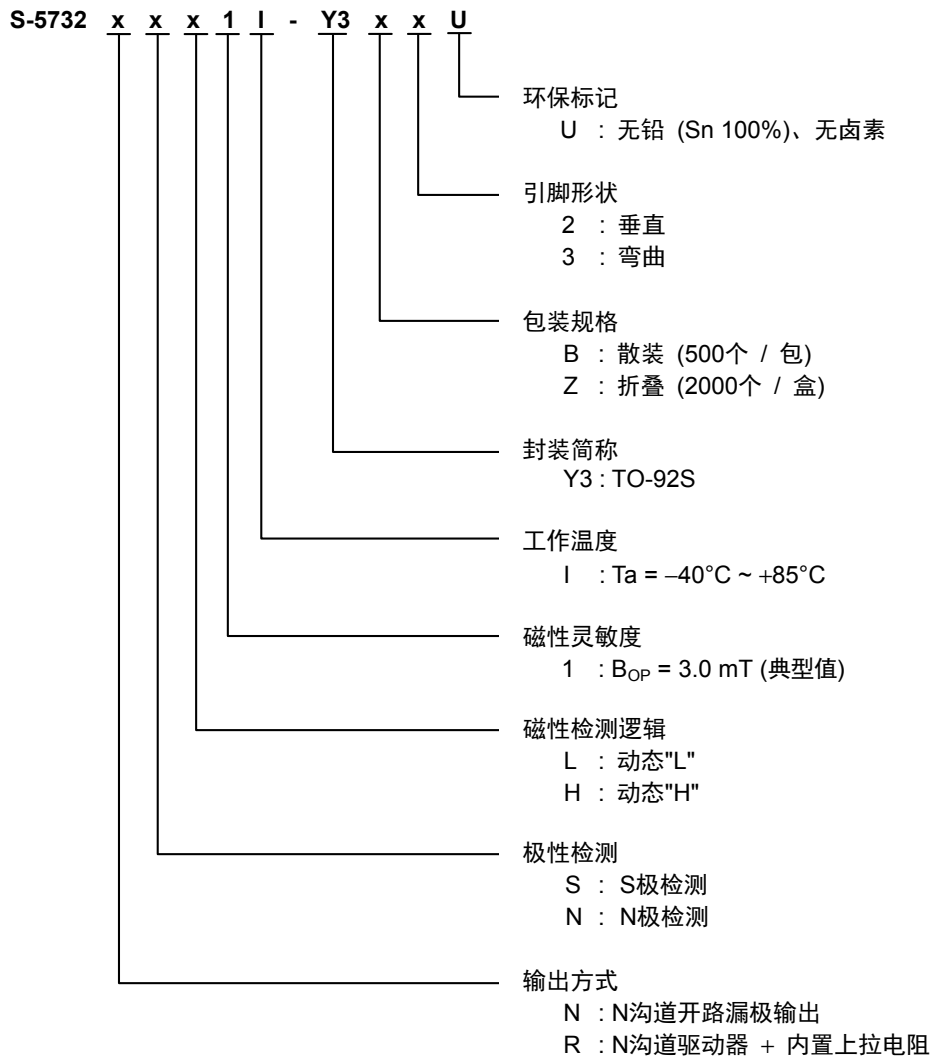 S-5732 x x x 1 I - Y3 x x U
环保标记
U : 无铅 (Sn 100%)、无卤素
引脚形状
2 : 垂直
3 : 弯曲
包装规格
B : 散装 (500个 / 包)
Z : 折叠 (2000个 / 盒)
封装简称
Y3 : TO-92S
工作温度
I : Ta = −40°C ~ +85°C
磁性灵敏度
1 : BOP = 3.0 mT (典型值)
磁性检测逻辑
L : 动态"L"
H : 动态"H"
极性检测
S : S极检测
N : N极检测
输出方式
N : N沟道开路漏极输出
R : N沟道驱动器 + 内置上拉电阻